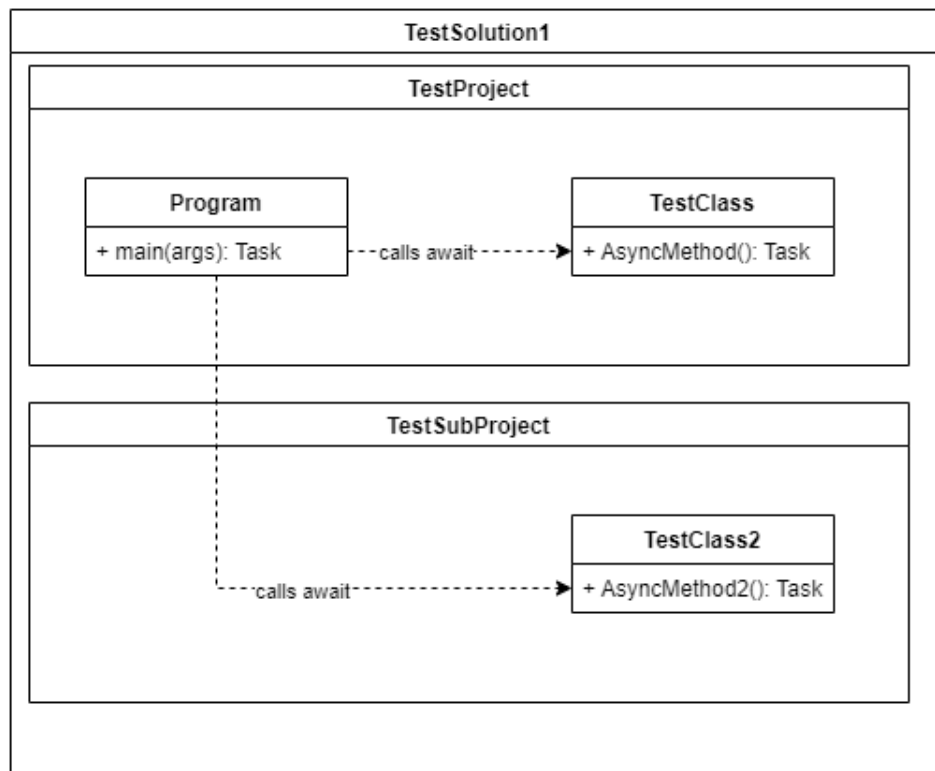 TestSolution1
TestProject
Program
+ main(args): Task
calls await
TestClass
+ AsyncMethod(): Task
TestSubProject
TestClass2
+ AsyncMethod2(): Task
calls await